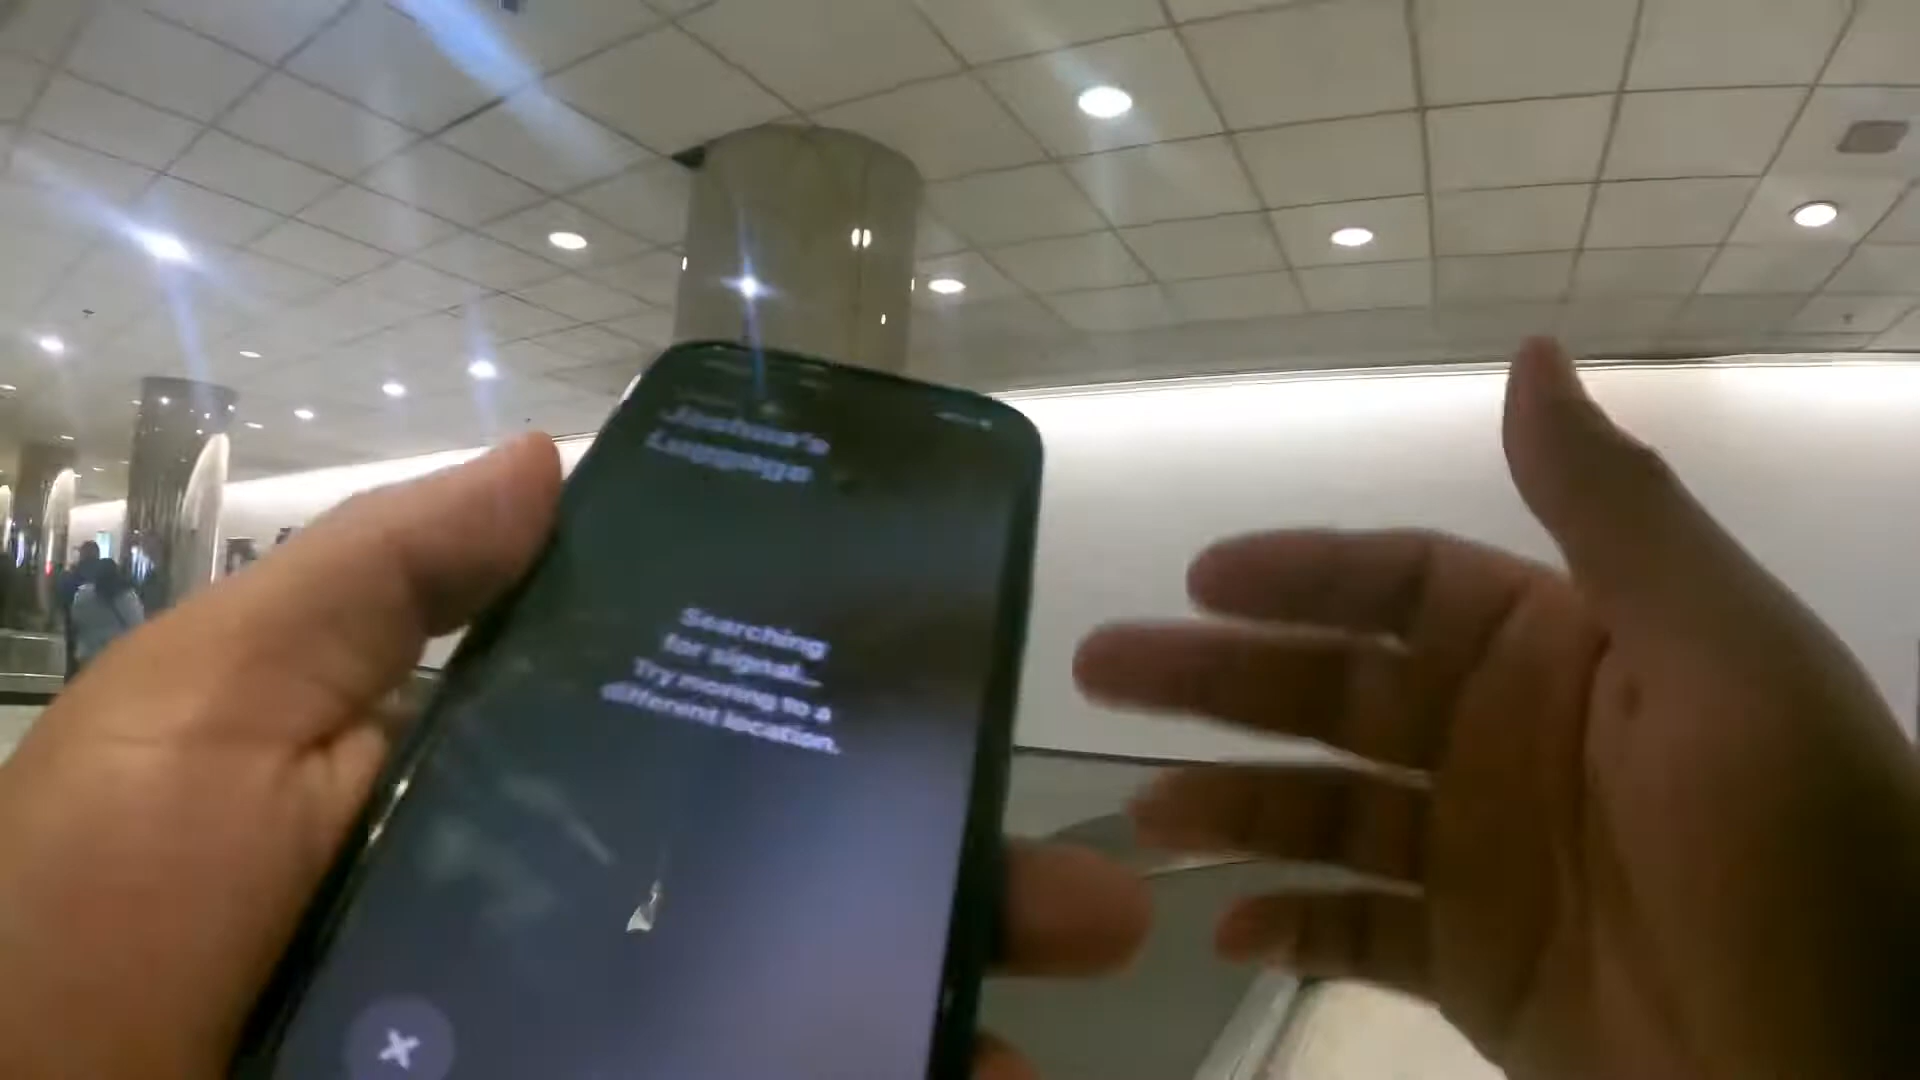 Joshua's
Luggage
Searching
for signal...
Try moving to a
different location.